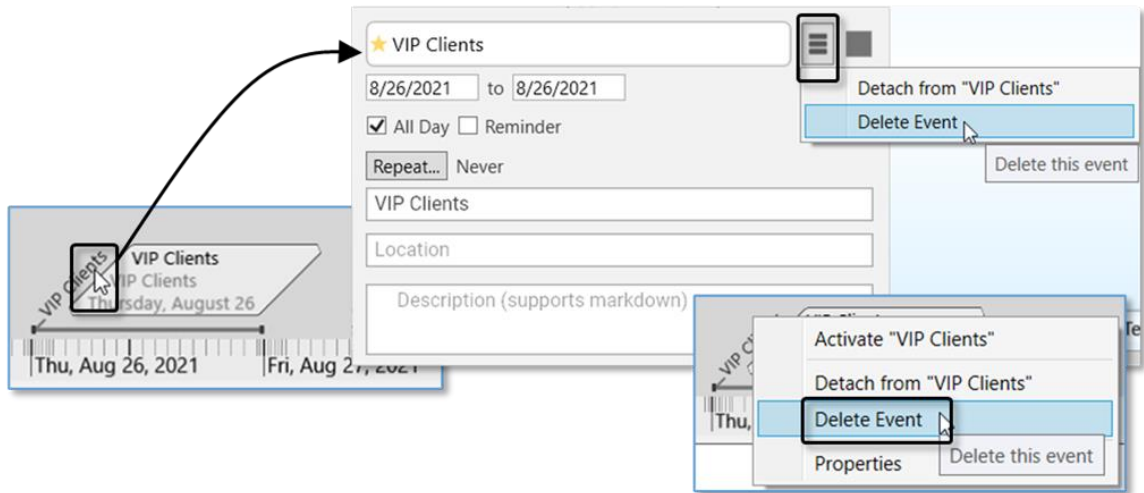 VIP Clients
8/26/2021 to 8/26/2021
All Day Reminder
Repeat... Never
VIP Clients
Location
Description (supports markdown)
Detach from "VIP Clients"
Delete Event
Delete this event
VIP Clients
VIP Clients
VIP Clients
Thursday, August 26
Thu, Aug 26, 2021
Fri, Aug 27, 2021
VIP
Thu,
Activate "VIP Clients"
Detach from "VIP Clients"
Delete Event
Delete this event
Properties
Te